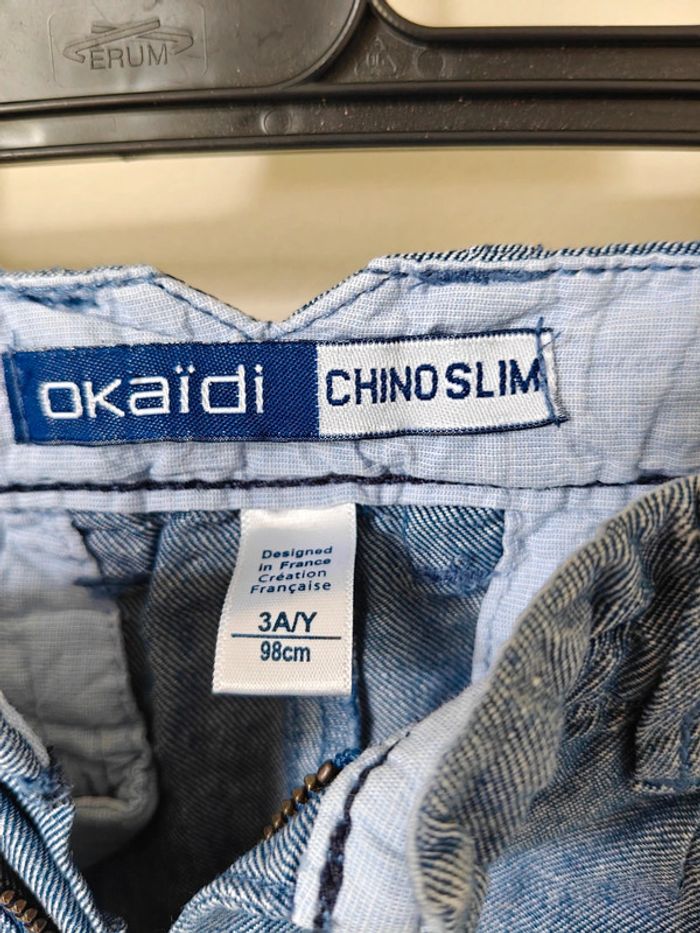 ERUM
OKAÏDI CHINO SLIM
Designed
in France
Création
Française
3A/Y
98cm